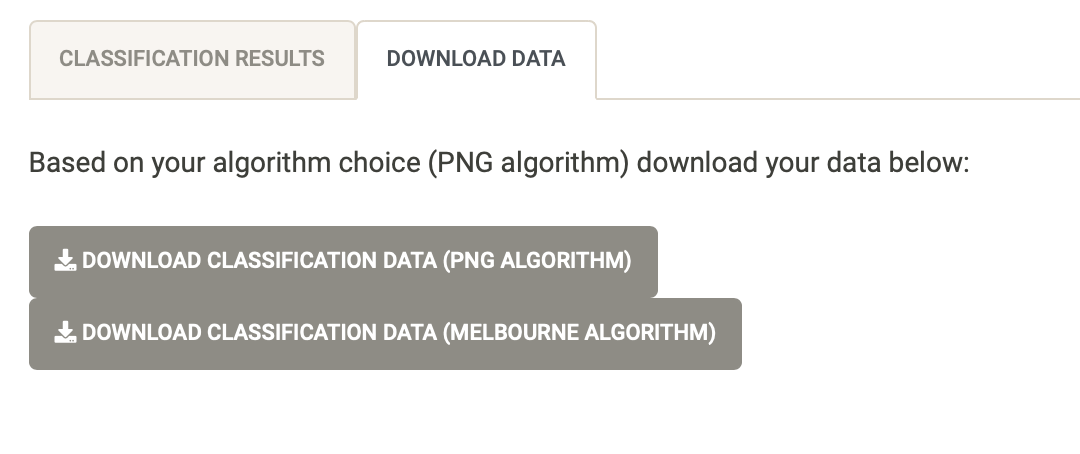 CLASSIFICATION RESULTS
DOWNLOAD DATA
Based on your algorithm choice (PNG algorithm) download your data below:
DOWNLOAD CLASSIFICATION DATA (PNG ALGORITHM)
DOWNLOAD CLASSIFICATION DATA (MELBOURNE ALGORITHM)